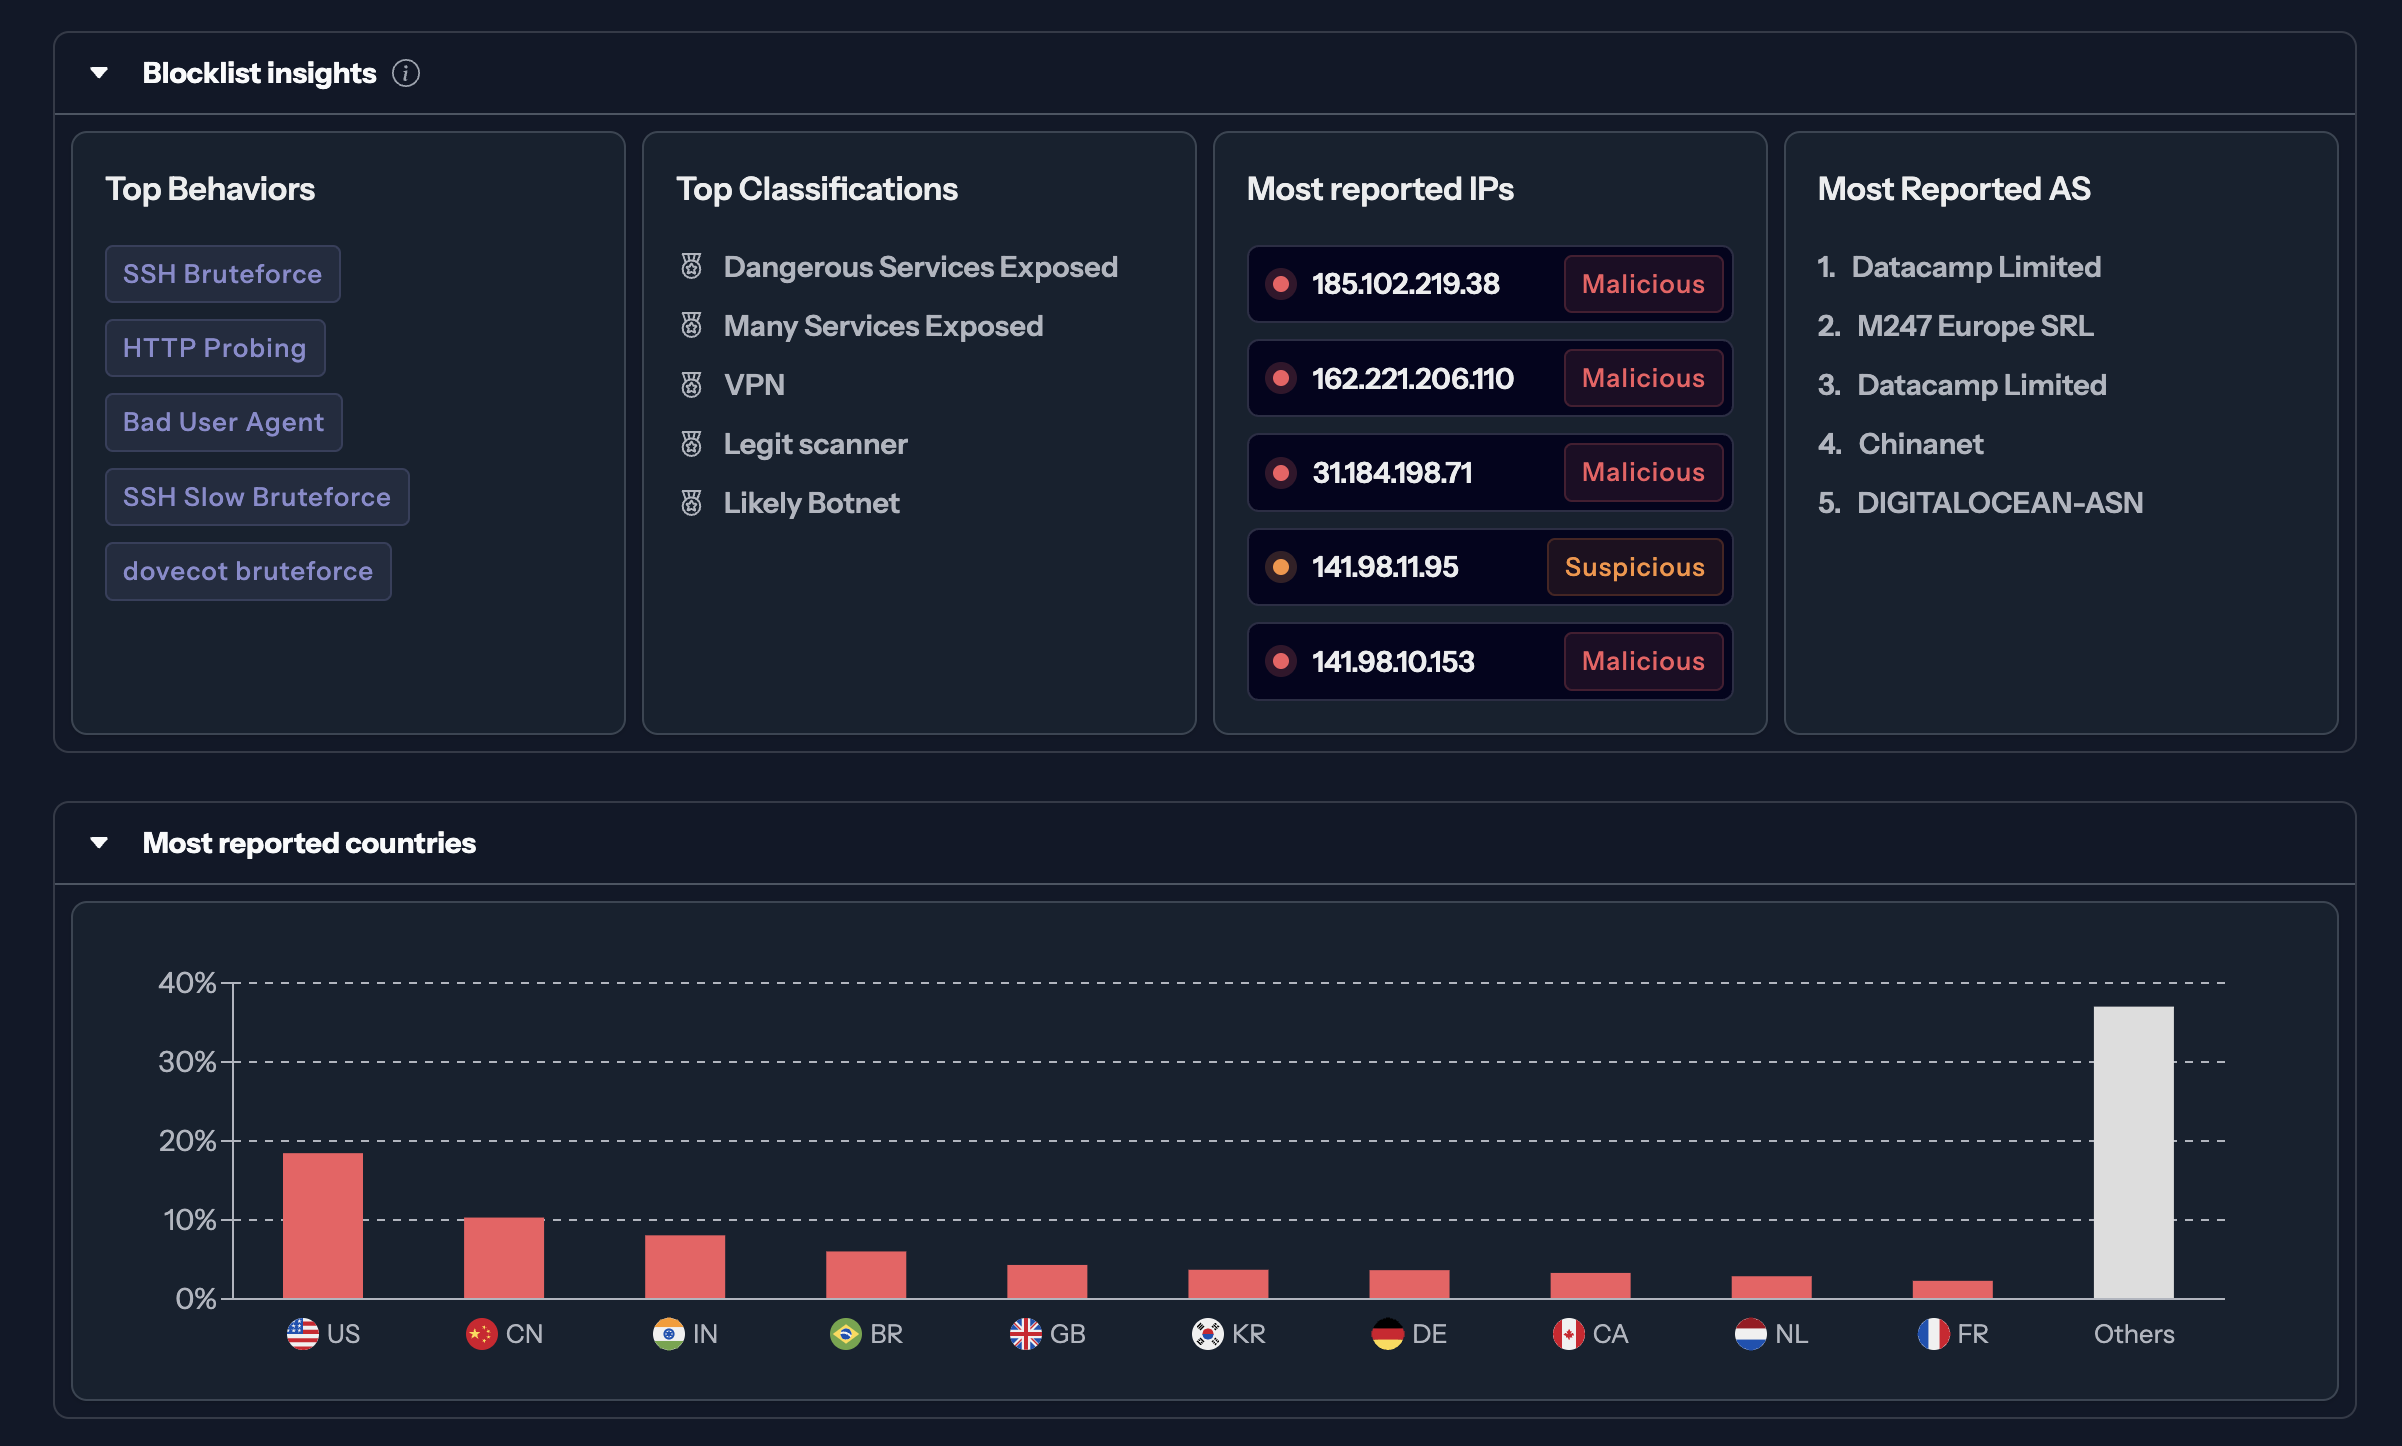 Blocklist insights
Top Behaviors
SSH Bruteforce
HTTP Probing
Bad User Agent
SSH Slow Bruteforce
dovecot bruteforce
Top Classifications
Dangerous Services Exposed
Many Services Exposed
VPN
Legit scanner
Likely Botnet
Most reported IPs
185.102.219.38 Malicious
162.221.206.110 Malicious
31.184.198.71 Malicious
141.98.11.95 Suspicious
141.98.10.153 Malicious
Most Reported AS
1. Datacamp Limited
2. M247 Europe SRL
3. Datacamp Limited
4. Chinanet
5. DIGITALOCEAN-ASN
Most reported countries
40%
30%
20%
10%
0%
US CN IN BR GB KR DE CA NL FR Others